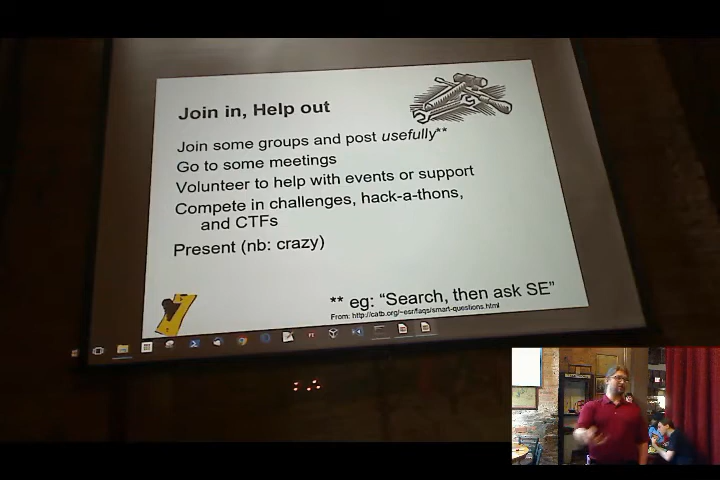 Join in, Help out
Join some groups and post usefully**
Go to some meetings
Volunteer to help with events or support
Compete in challenges, hack-a-thons,
and CTFs
Present (nb: crazy)
** eg: “Search, then ask SE”
From: http://catb.org/~esr/faqs/smart-questions.html